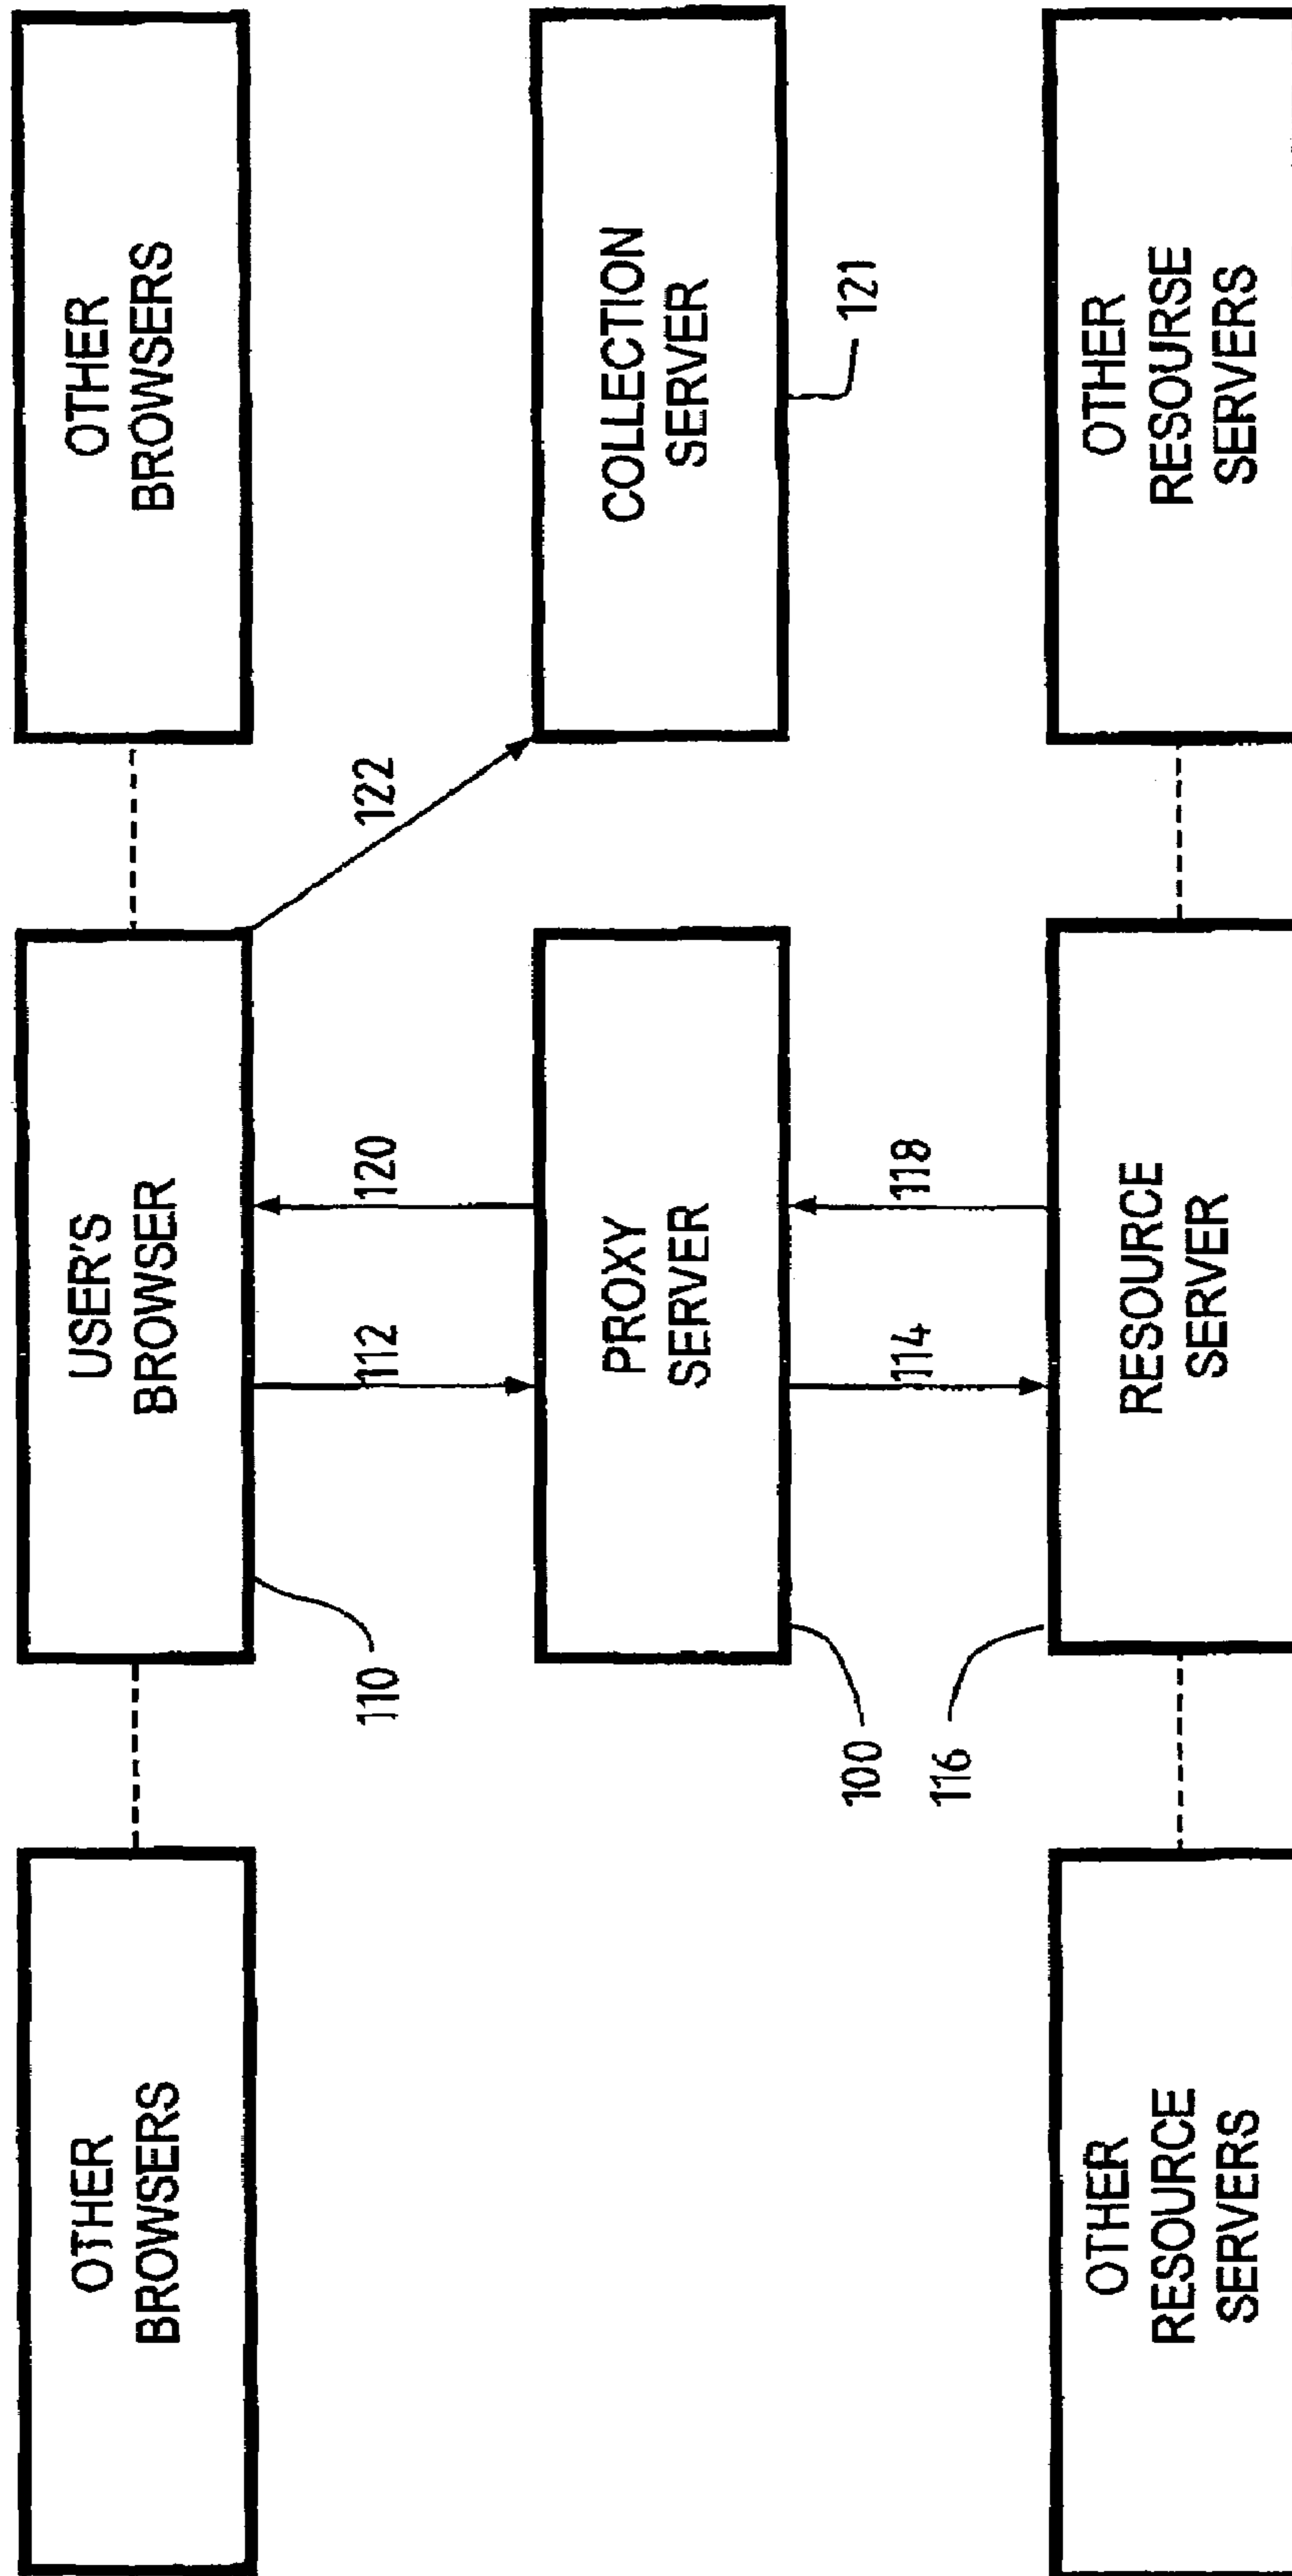 OTHER
BROWSERS
USER'S
BROWSER
OTHER
BROWSERS
110
112
120
122
PROXY
SERVER
COLLECTION
SERVER
100
121
116
114
118
OTHER
RESOURCE
SERVERS
RESOURCE
SERVER
OTHER
RESOURSE
SERVERS